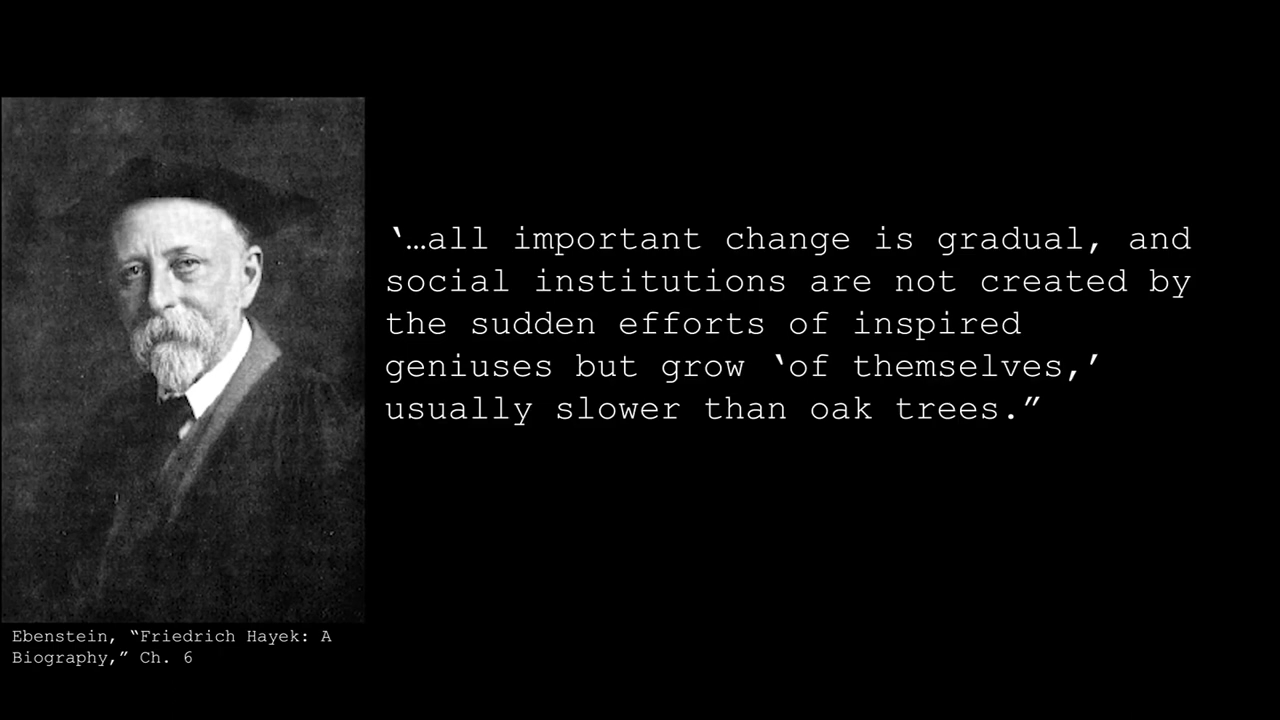 ‘…all important change is gradual, and
social institutions are not created by
the sudden efforts of inspired
geniuses but grow ‘of themselves,’
usually slower than oak trees.”
Ebenstein, “Friedrich Hayek: A
Biography,” Ch. 6